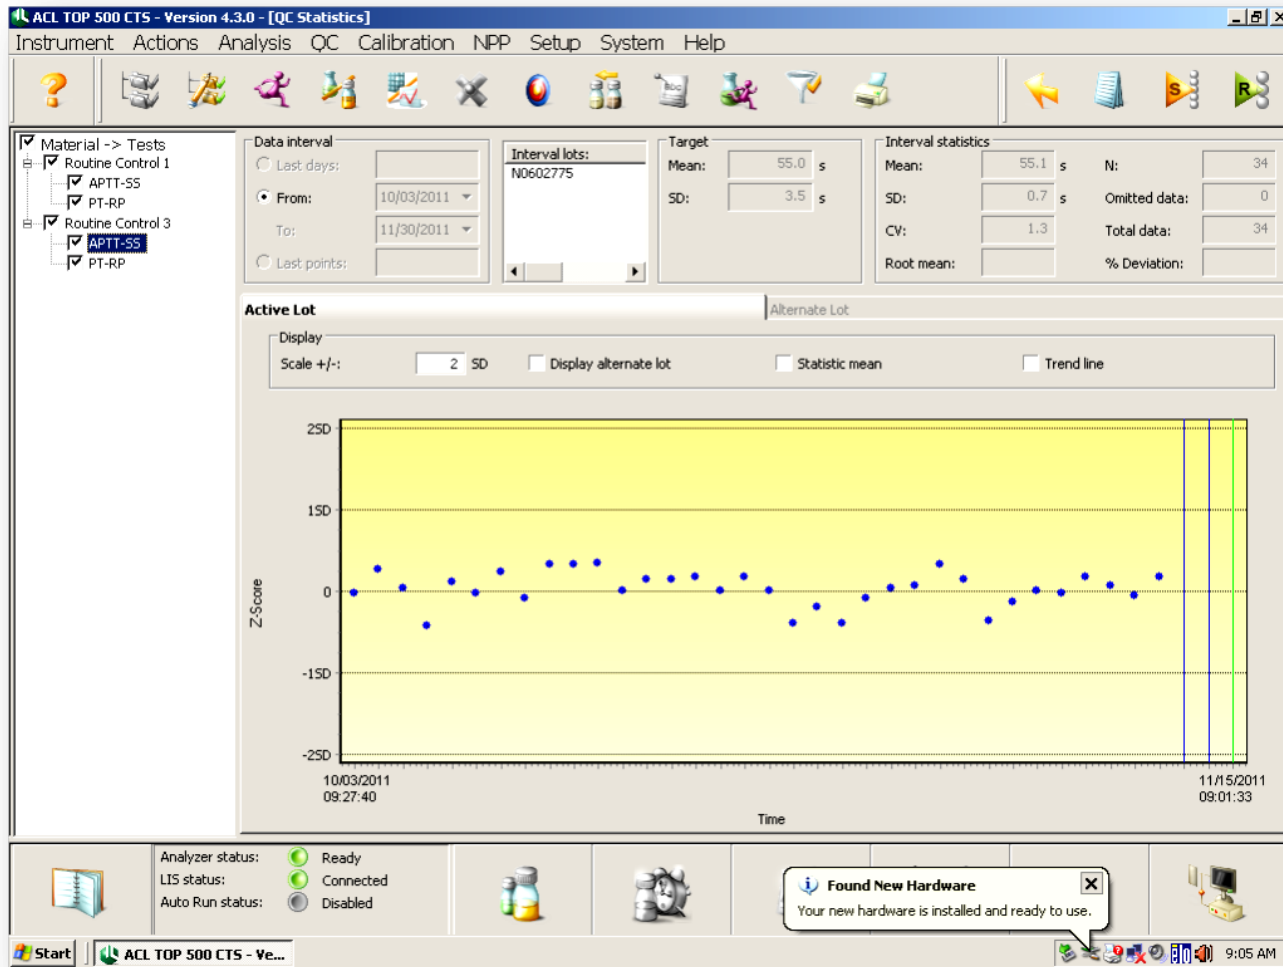 ACL TOP 500 CTS - Version 4.3.0 - [QC Statistics]
Instrument Actions Analysis QC Calibration NPP Setup System Help
Material -> Tests
Routine Control 1
APTT-SS
PT-RP
Routine Control 3
APTT-SS
PT-RP
Data interval
Last days:
From: 10/03/2011
To: 11/30/2011
Last points:
Interval lots:
N0602775
Target
Mean: 55.0 s
SD: 3.5 s
Interval statistics
Mean: 55.1 s N: 34
SD: 0.7 s Omitted data: 0
CV: 1.3 Total data: 34
Root mean: % Deviation:
Active Lot
Alternate Lot
Display
Scale +/-: 2 SD Display alternate lot Statistic mean Trend line
2SD
1SD
0
-1SD
-2SD
Z-Score
10/03/2011
09:27:40
11/15/2011
09:01:33
Time
Analyzer status: Ready
LIS status: Connected
Auto Run status: Disabled
Found New Hardware
Your new hardware is installed and ready to use.
Start
ACL TOP 500 CTS - Ve...
9:05 AM